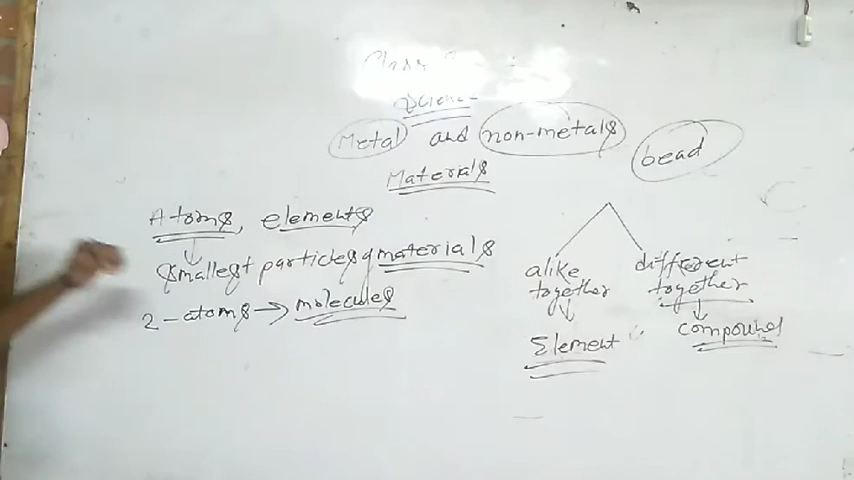 Class
Science
Metal and non-metals
bead
Materials
Atoms, elements
↓
smallest particles of materials
2-atoms → molecules
alike together
↓
Element
different together
↓
compound